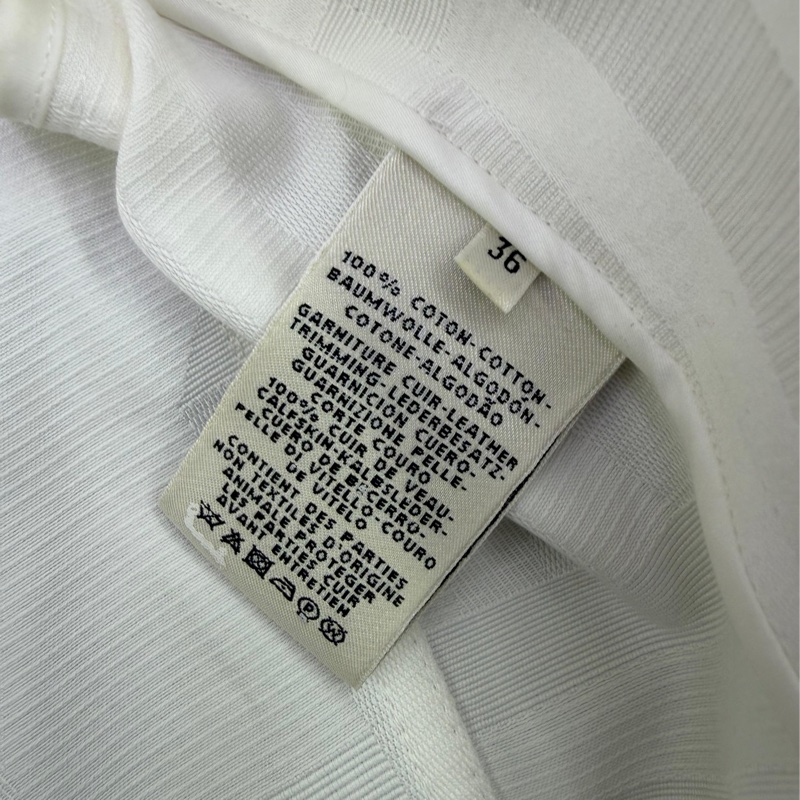 36
100% COTON-COTTON-
BAUMWOLLE-ALGODÓN-
COTONE-ALGODÃO
GARNITURE CUIR-LEATHER
TRIMMING-LEDERBESATZ-
GUARNICION CUERO-
GUARNIZIONE PELLE-
CORTE COURO
100% CUIR DE VEAU-
CALFSKIN-KALBSLEDER-
CUERO DE BECERRO-
PELLE DI VITELLO-COURO
DE VITELO
CONTIENT DES PARTIES
NON TEXTILES D'ORIGINE
ANIMALE
LES PARTIES CUIR
AVANT ENTRETIEN
P
W